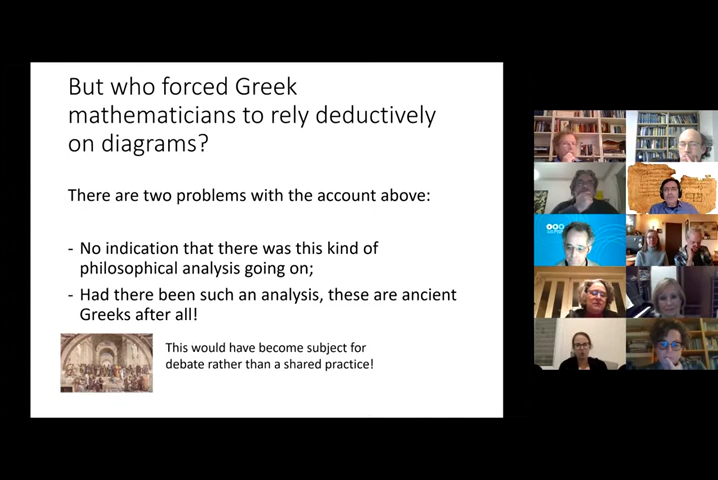 But who forced Greek
mathematicians to rely deductively
on diagrams?
There are two problems with the account above:
- No indication that there was this kind of
philosophical analysis going on;
- Had there been such an analysis, these are ancient
Greeks after all!
This would have become subject for
debate rather than a shared practice!